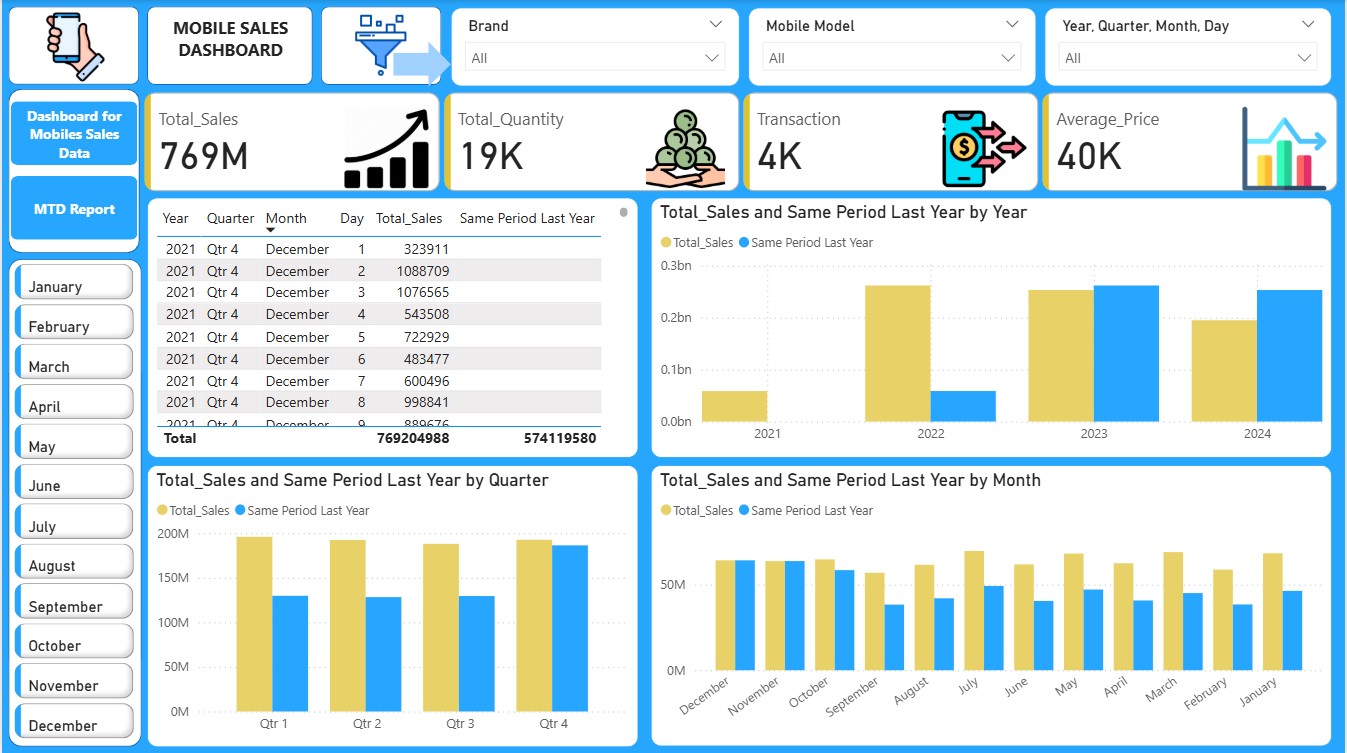 MOBILE SALES
DASHBOARD
Brand
All
Mobile Model
All
Year, Quarter, Month, Day
All
Dashboard for
Mobiles Sales
Data
MTD Report
Total_Sales
769M
Total_Quantity
19K
Transaction
4K
$
Average_Price
40K
January
February
March
April
May
June
July
August
September
October
November
December
Year Quarter Month Day Total_Sales Same Period Last Year
2021 Qtr 4 December 1 323911
2021 Qtr 4 December 2 1088709
2021 Qtr 4 December 3 1076565
2021 Qtr 4 December 4 543508
2021 Qtr 4 December 5 722929
2021 Qtr 4 December 6 483477
2021 Qtr 4 December 7 600496
2021 Qtr 4 December 8 998841
2021 Qtr 4 December 9 889676
Total 769204988 574119580
Total_Sales and Same Period Last Year by Year
Total_Sales Same Period Last Year
0.3bn
0.2bn
0.1bn
0.0bn
2021 2022 2023 2024
Total_Sales and Same Period Last Year by Quarter
Total_Sales Same Period Last Year
200M
150M
100M
50M
0M
Qtr 1 Qtr 2 Qtr 3 Qtr 4
Total_Sales and Same Period Last Year by Month
Total_Sales Same Period Last Year
50M
0M
December November October September August July June May April March February January